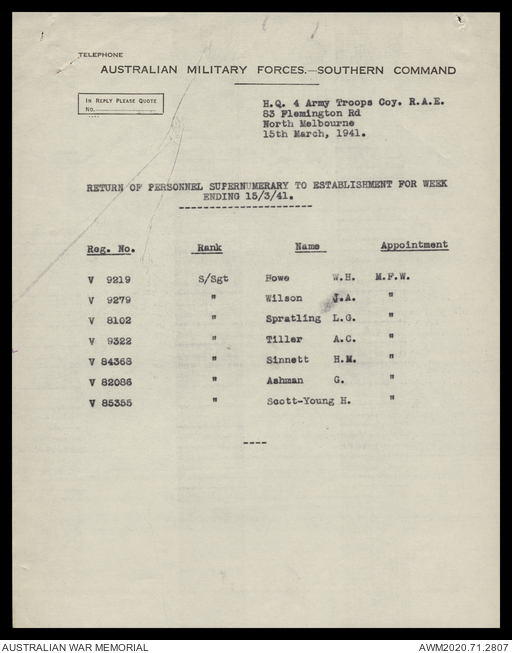 TELEPHONE
AUSTRALIAN MILITARY FORCES.—SOUTHERN COMMAND
IN REPLY PLEASE QUOTE
No.
H.Q. 4 Army Troops Coy. R.A.E.
83 Flemington Rd
North Melbourne
15th March, 1941.
RETURN OF PERSONNEL SUPERNUMERARY TO ESTABLISHMENT FOR WEEK
ENDING 15/3/41.
Reg. No. Rank Name Appointment
V 9219 S/Sgt Howe W.H. M.F.W.
V 9279 " Wilson J.A. "
V 8102 " Spratling L.G. "
V 9322 " Tiller A.C. "
V 84368 " Sinnett H.M. "
V 82086 " Ashman G. "
V 85355 " Scott-Young H. "
AUSTRALIAN WAR MEMORIAL AWM2020.71.2807